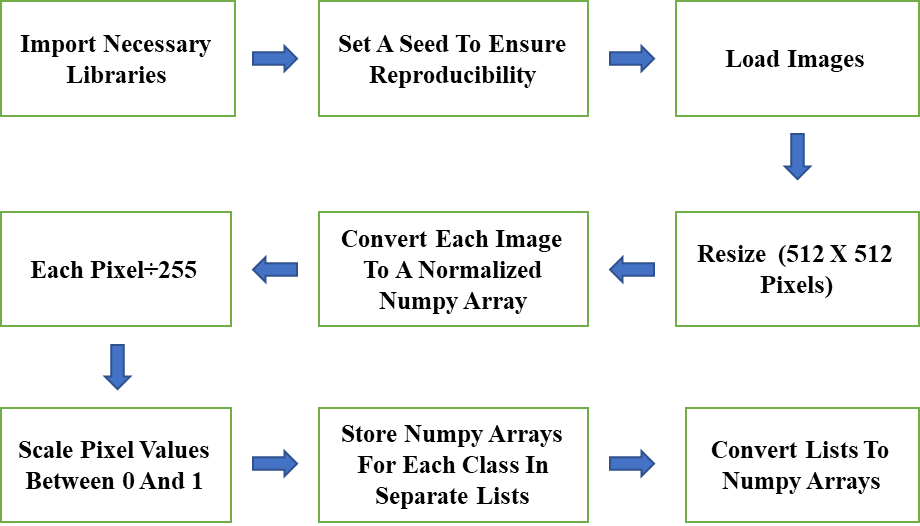 Import Necessary
Libraries
Set A Seed To Ensure
Reproducibility
Load Images
Resize (512 X 512
Pixels)
Convert Each Image
To A Normalized
Numpy Array
Each Pixel÷255
Scale Pixel Values
Between 0 And 1
Store Numpy Arrays
For Each Class In
Separate Lists
Convert Lists To
Numpy Arrays